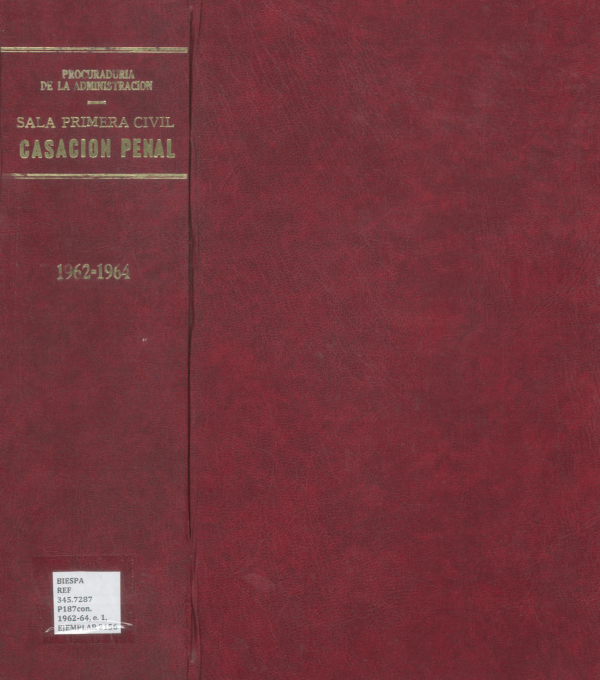 PROCURADURIA
DE LA ADMINISTRACION
SALA PRIMERA CIVIL
CASACION PENAL
1962-1964
BIESPA
REF
345.7287
P187con.
1962-64, e. 1.
EJEMPLAR